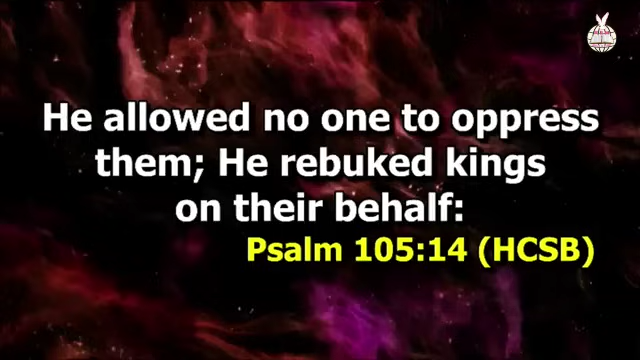 He allowed no one to oppress
them; He rebuked kings
on their behalf:
Psalm 105:14 (HCSB)